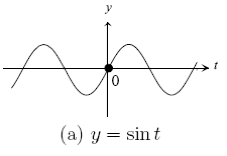 y
t
0
(a) y = sin t